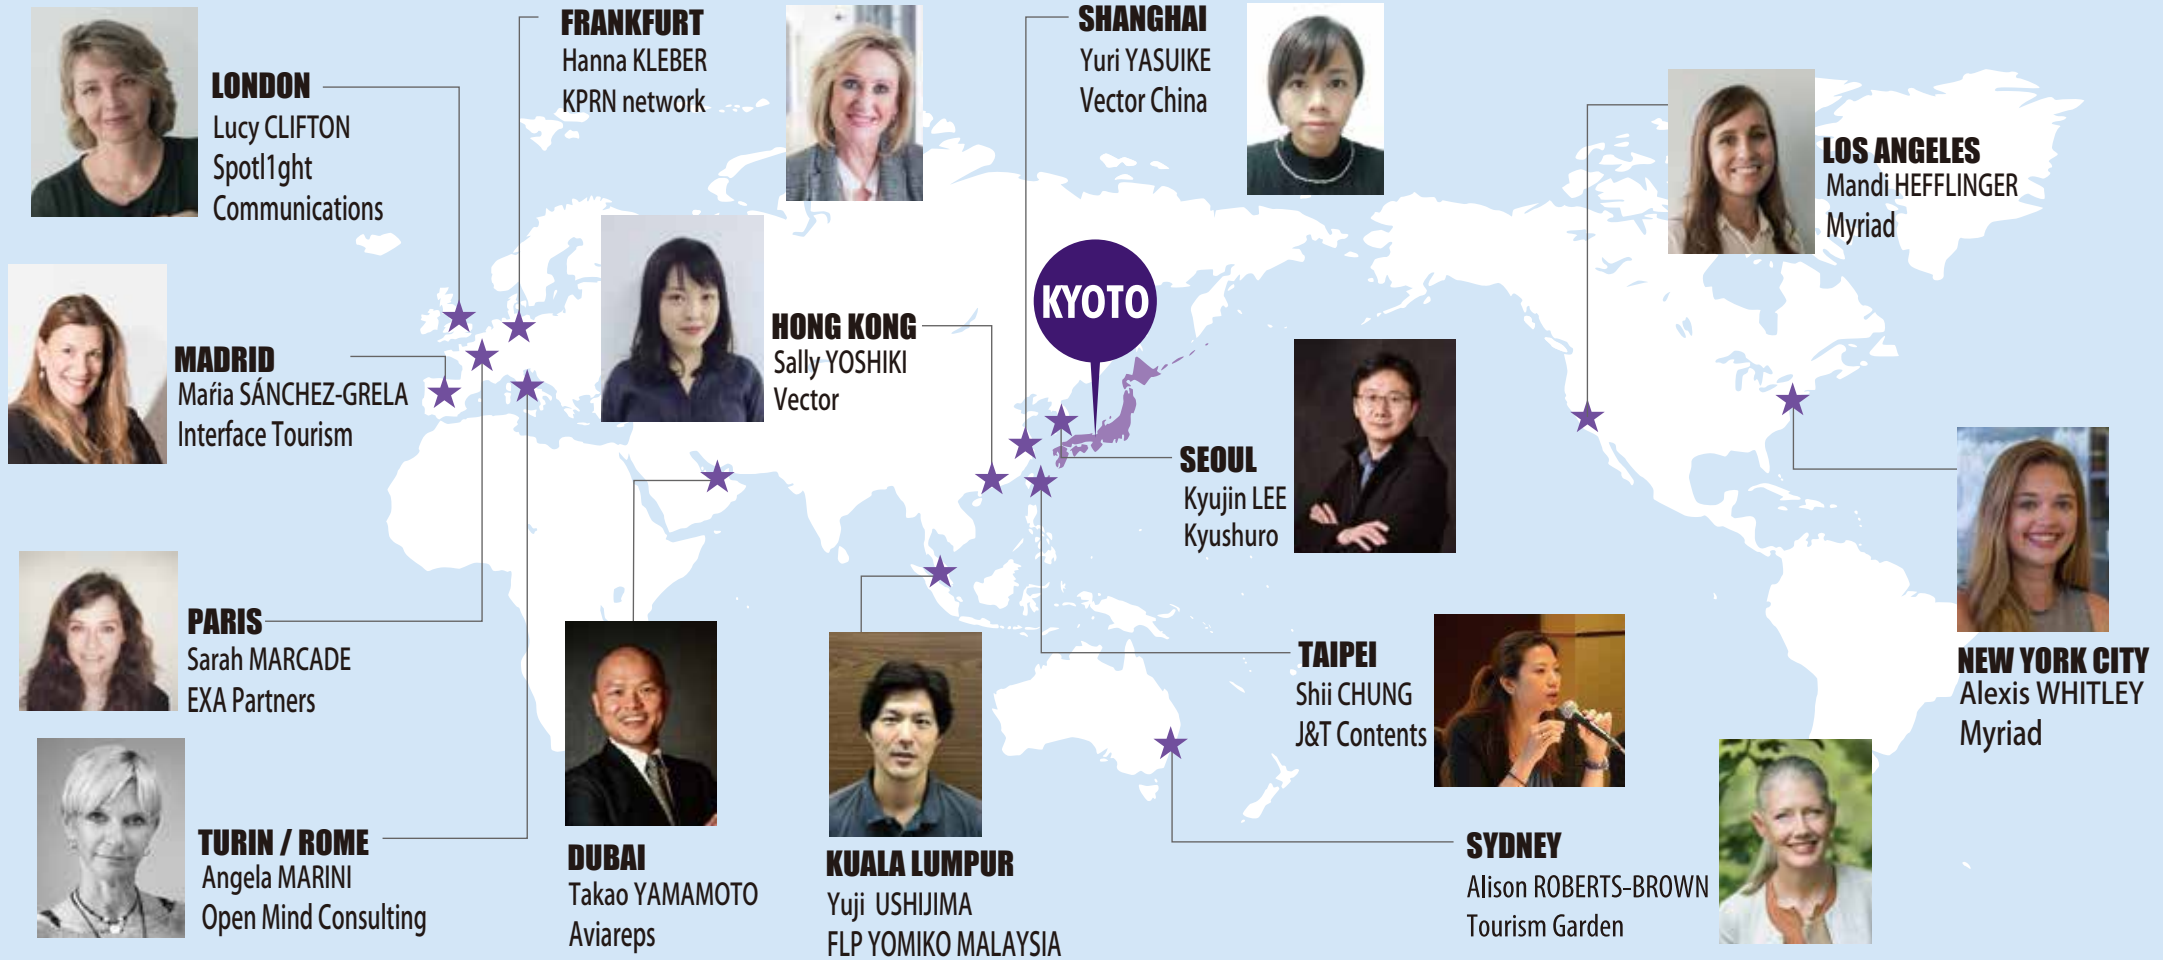 LONDON
Lucy CLIFTON
Spotl1ght
Communications
FRANKFURT
Hanna KLEBER
KPRN network
SHANGHAI
Yuri YASUIKE
Vector China
LOS ANGELES
Mandi HEFFLINGER
Myriad
MADRID
Maŕia SÁNCHEZ-GRELA
Interface Tourism
HONG KONG
Sally YOSHIKI
Vector
KYOTO
SEOUL
Kyujin LEE
Kyushuro
PARIS
Sarah MARCADE
EXA Partners
TAIPEI
Shii CHUNG
J&T Contents
NEW YORK CITY
Alexis WHITLEY
Myriad
TURIN / ROME
Angela MARINI
Open Mind Consulting
DUBAI
Takao YAMAMOTO
Aviareps
KUALA LUMPUR
Yuji USHIJIMA
FLP YOMIKO MALAYSIA
SYDNEY
Alison ROBERTS-BROWN
Tourism Garden